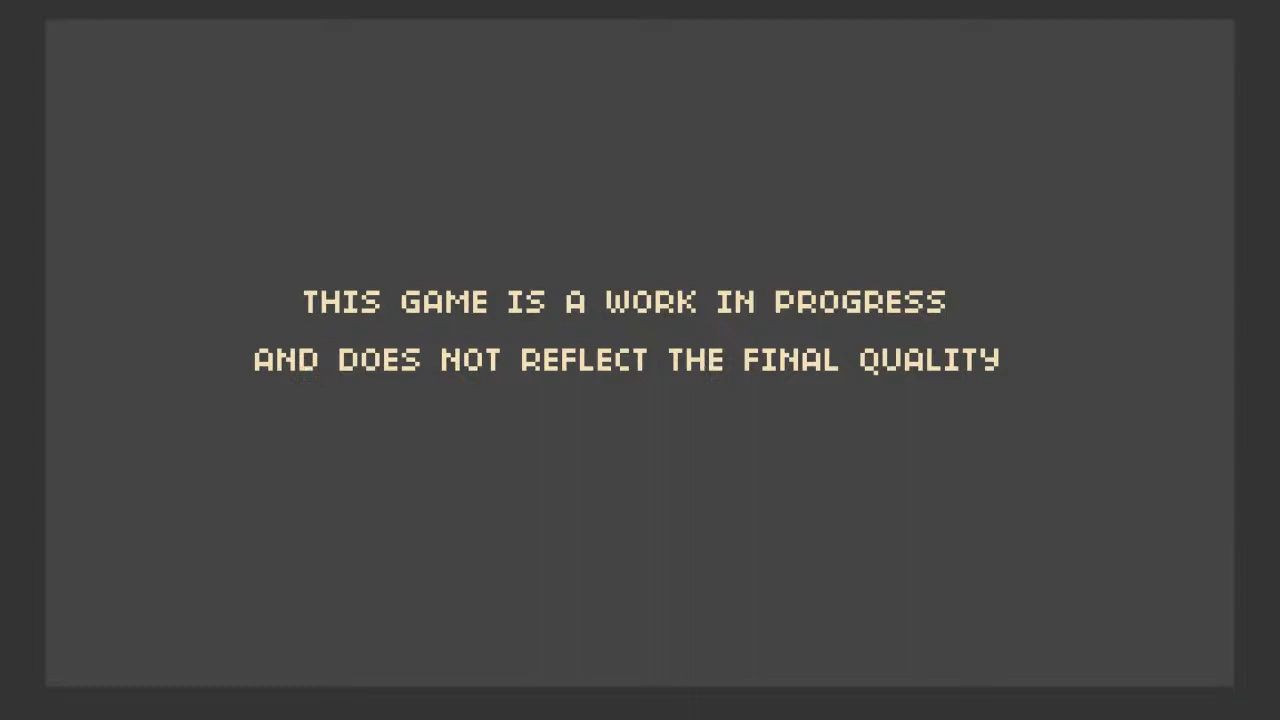 THIS GAME IS A WORK IN PROGRESS
AND DOES NOT REFLECT THE FINAL QUALITY